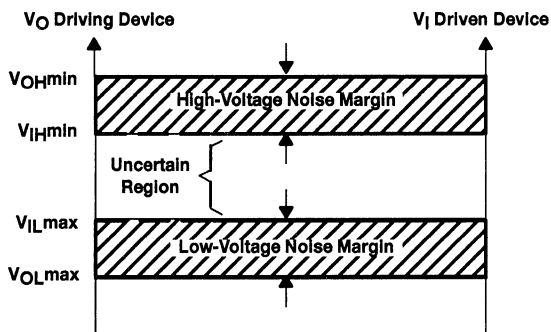 VO Driving Device
VI Driven Device
VOHmin
High-Voltage Noise Margin
VIHmin
Uncertain
Region
VILmax
Low-Voltage Noise Margin
VOLmax